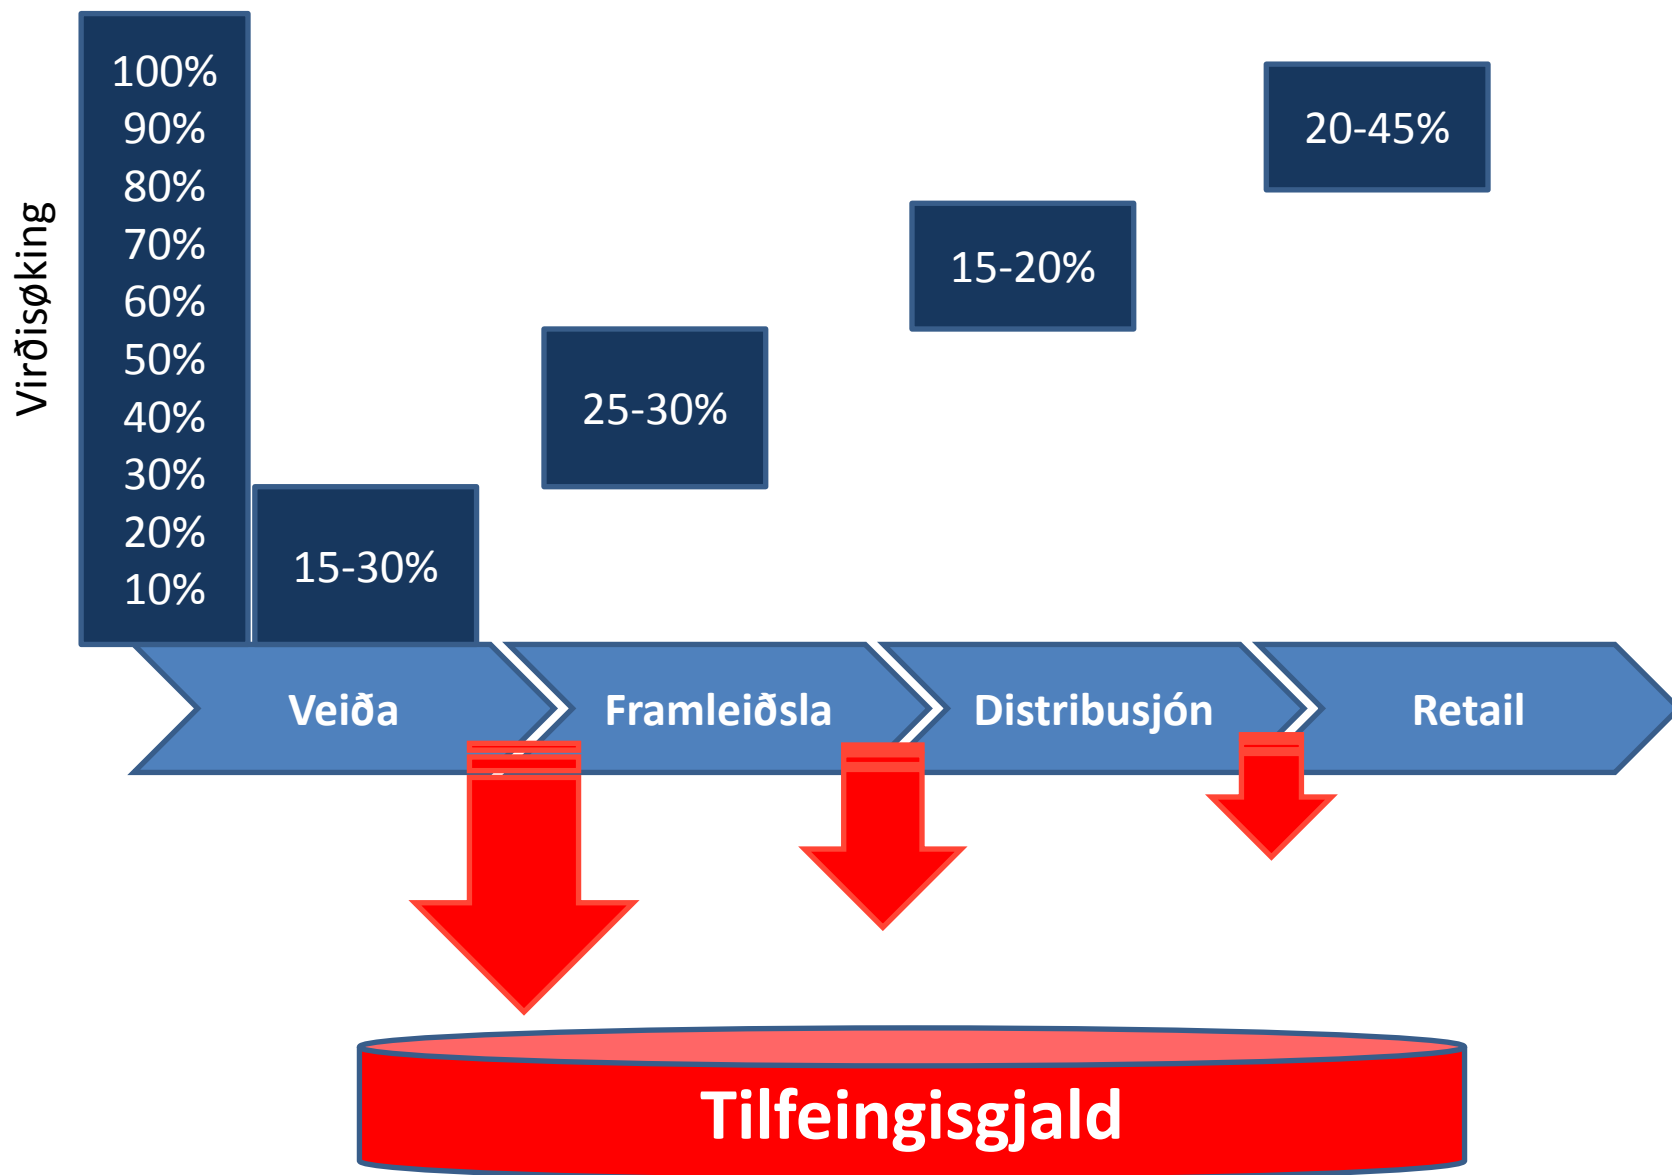 Virðisøking
100%
90%
80%
70%
60%
50%
40%
30%
20%
10%
15-30%
25-30%
15-20%
20-45%
Veiða
Framleiðsla
Distribusjón
Retail
Tilfeingisgjald